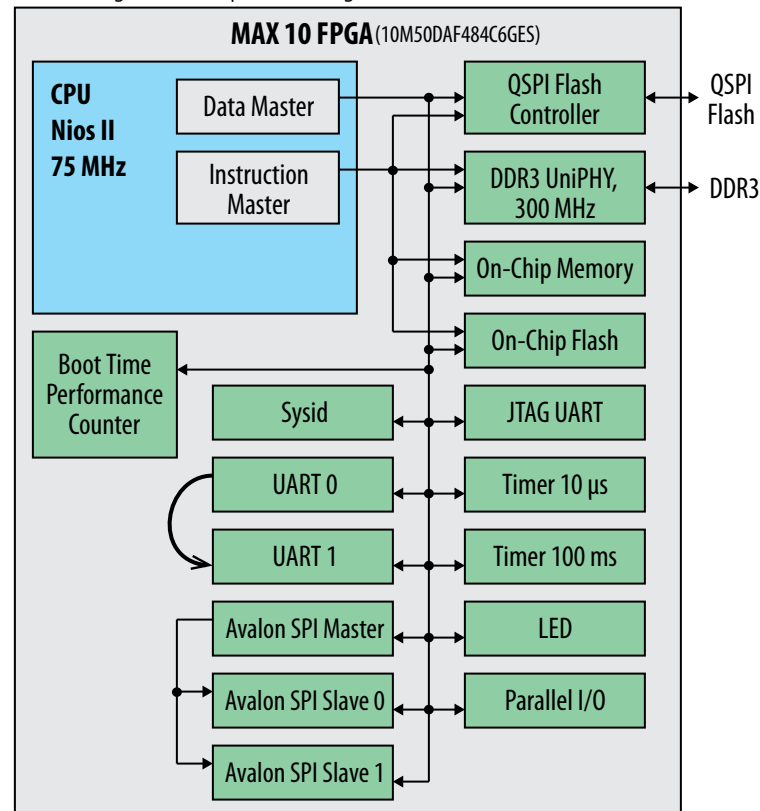 MAX 10 FPGA (10M50DAF484C6GES)
CPU
Nios II
75 MHz
Data Master
Instruction
Master
QSPI Flash
Controller
QSPI
Flash
DDR3 UniPHY,
300 MHz
DDR3
On-Chip Memory
On-Chip Flash
Boot Time
Performance
Counter
Sysid
JTAG UART
UART 0
Timer 10 µs
UART 1
Timer 100 ms
Avalon SPI Master
LED
Avalon SPI Slave 0
Parallel I/O
Avalon SPI Slave 1